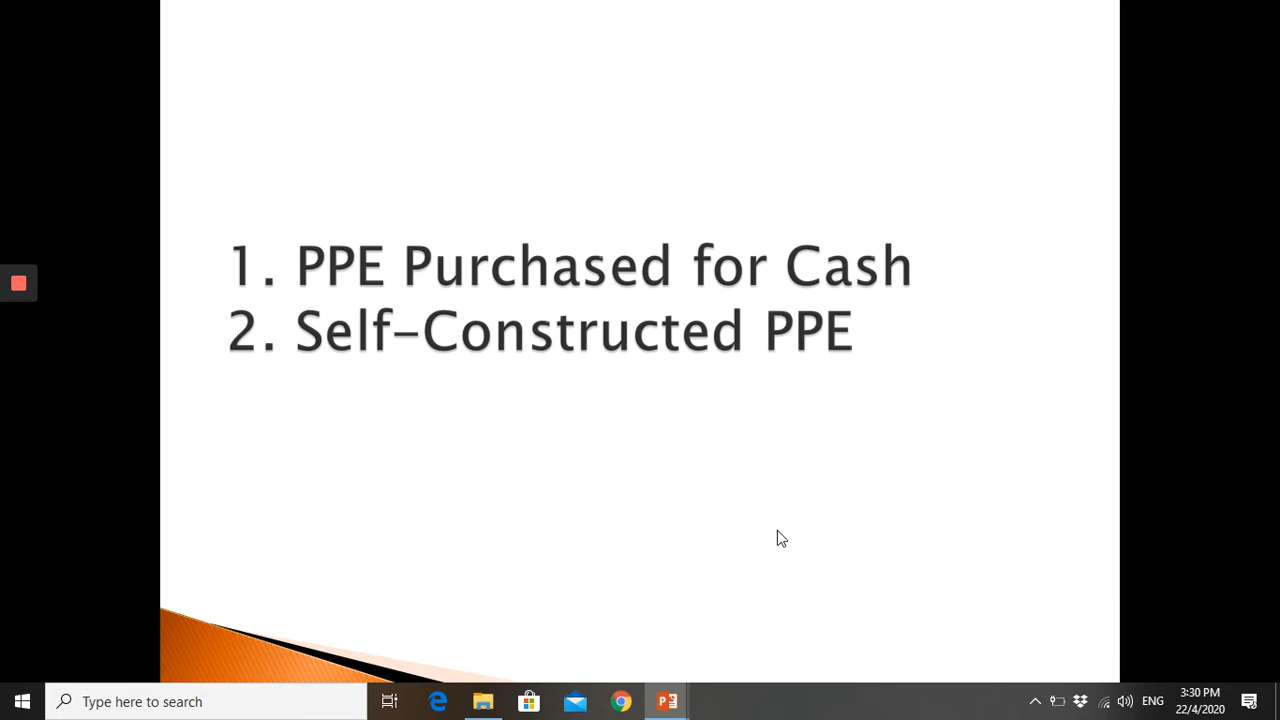 1. PPE Purchased for Cash
2. Self-Constructed PPE
Type here to search
ENG
3:30 PM
22/4/2020